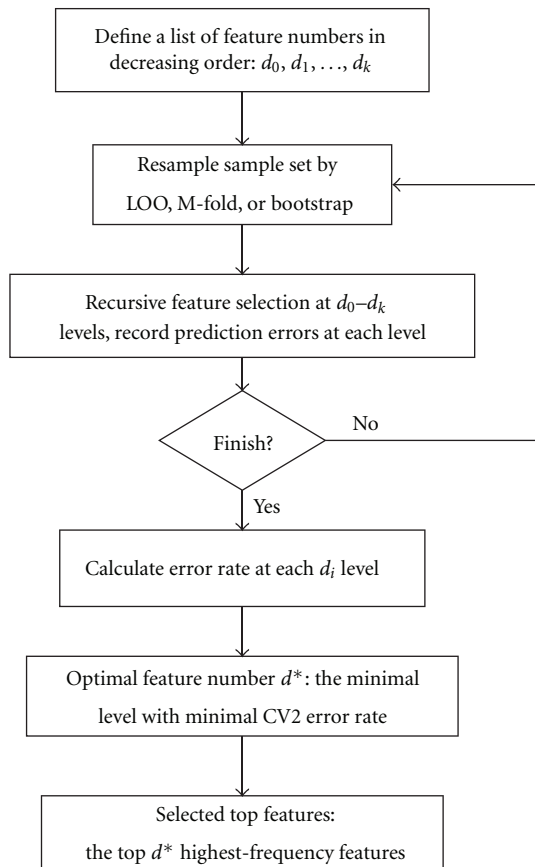 Define a list of feature numbers in
decreasing order: d₀, d₁, . . ., dₖ
Resample sample set by
LOO, M-fold, or bootstrap
Recursive feature selection at d₀–dₖ
levels, record prediction errors at each level
Finish?
No
Yes
Calculate error rate at each dᵢ level
Optimal feature number d*: the minimal
level with minimal CV2 error rate
Selected top features:
the top d* highest-frequency features